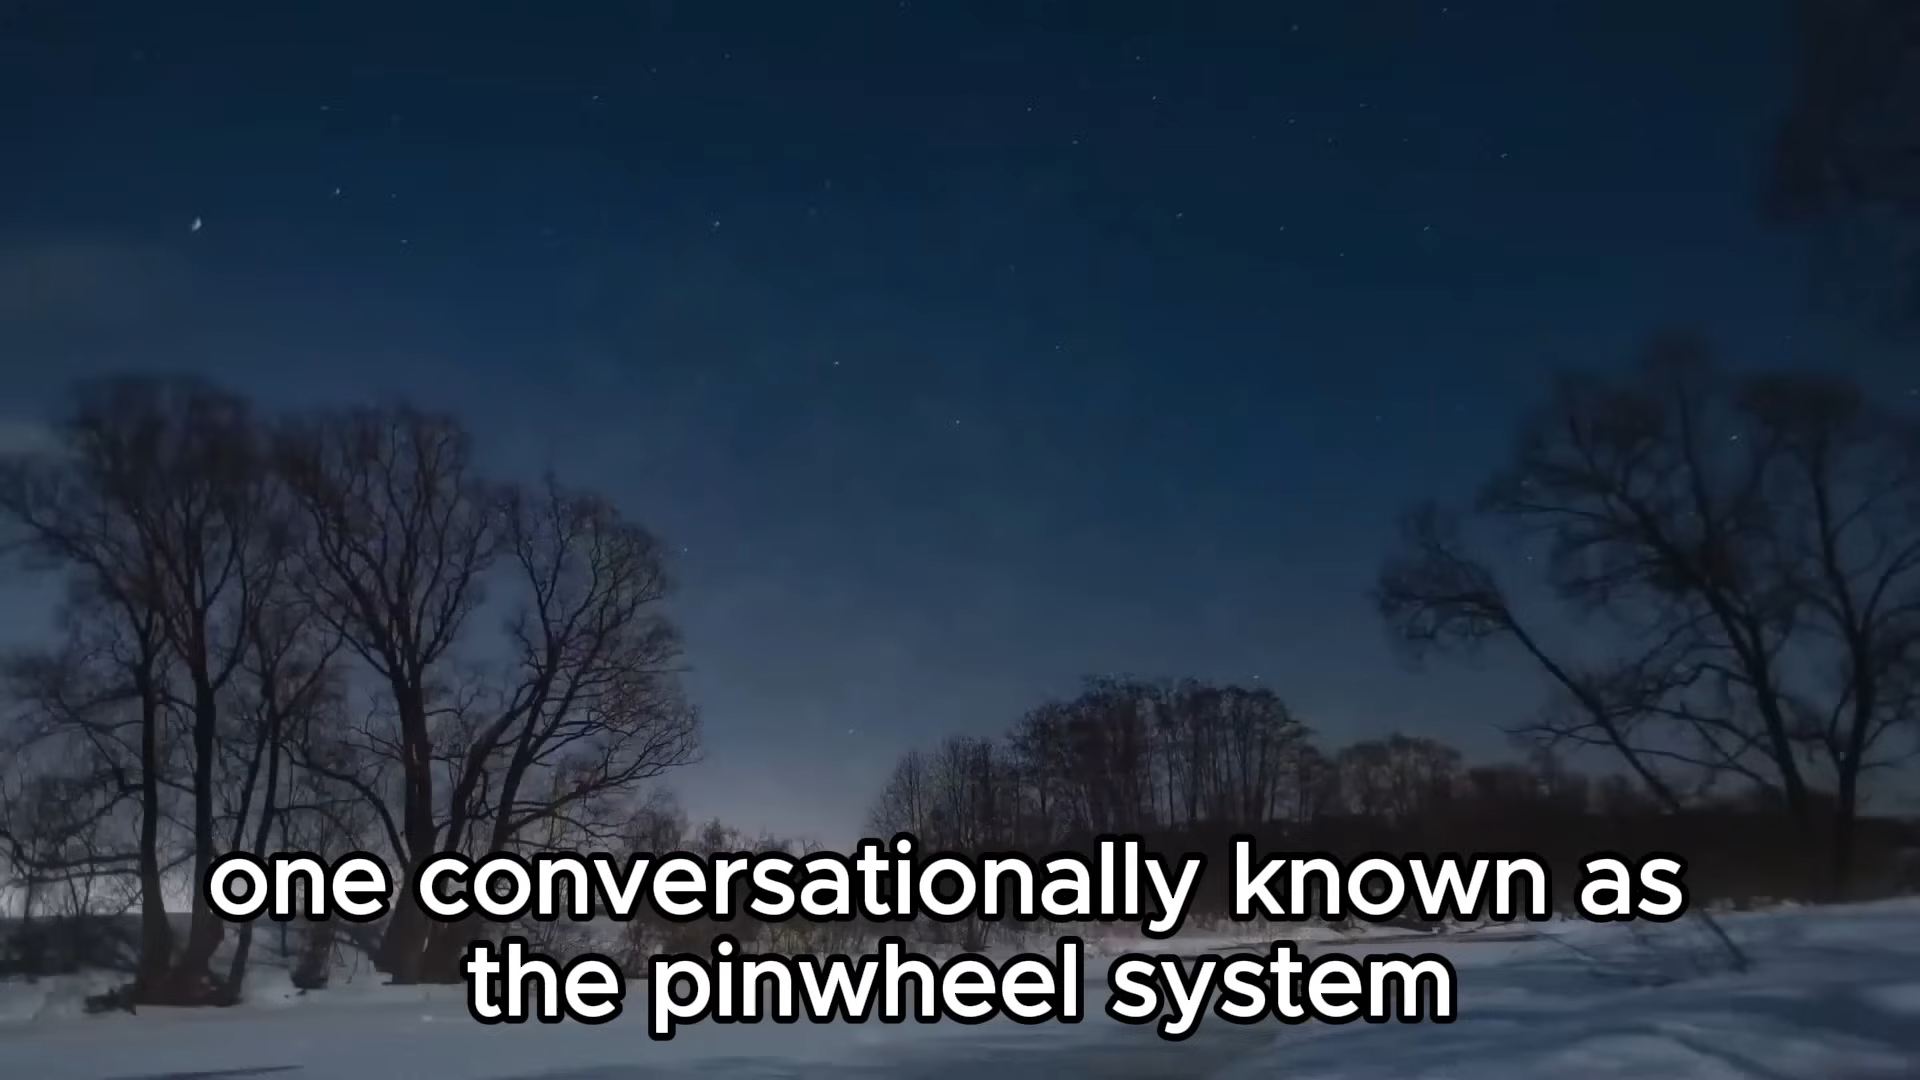 one conversationally known as
the pinwheel system